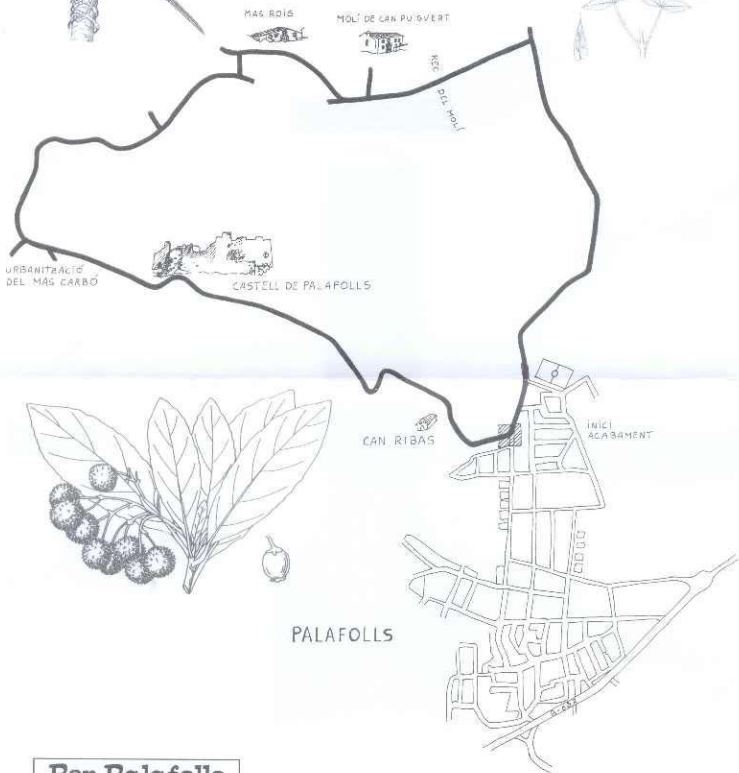 MAS ROIG
MOLÍ DE CAN PUIGVERT
REC DEL MOLÍ
URBANITZACIÓ
DEL MAS CARBÓ
CASTELL DE PALAFOLLS
CAN RIBAS
INICI
ACABAMENT
PALAFOLLS